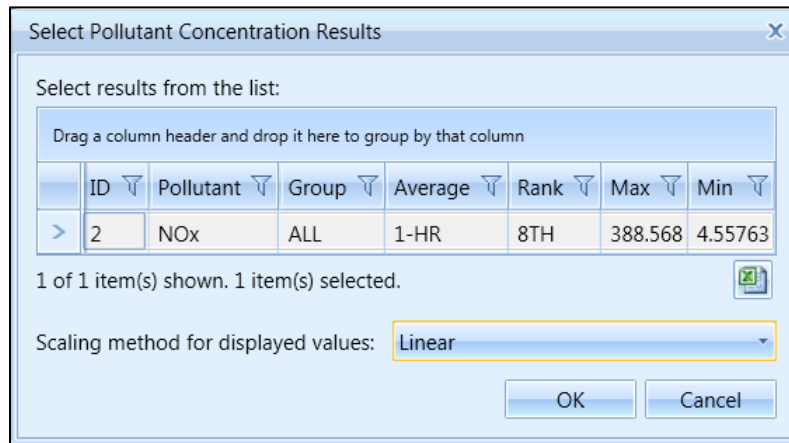 Select Pollutant Concentration Results
Select results from the list:
Drag a column header and drop it here to group by that column
ID Pollutant Group Average Rank Max Min
2 NOx ALL 1-HR 8TH 388.568 4.55763
1 of 1 item(s) shown. 1 item(s) selected.
Scaling method for displayed values: Linear
OK Cancel